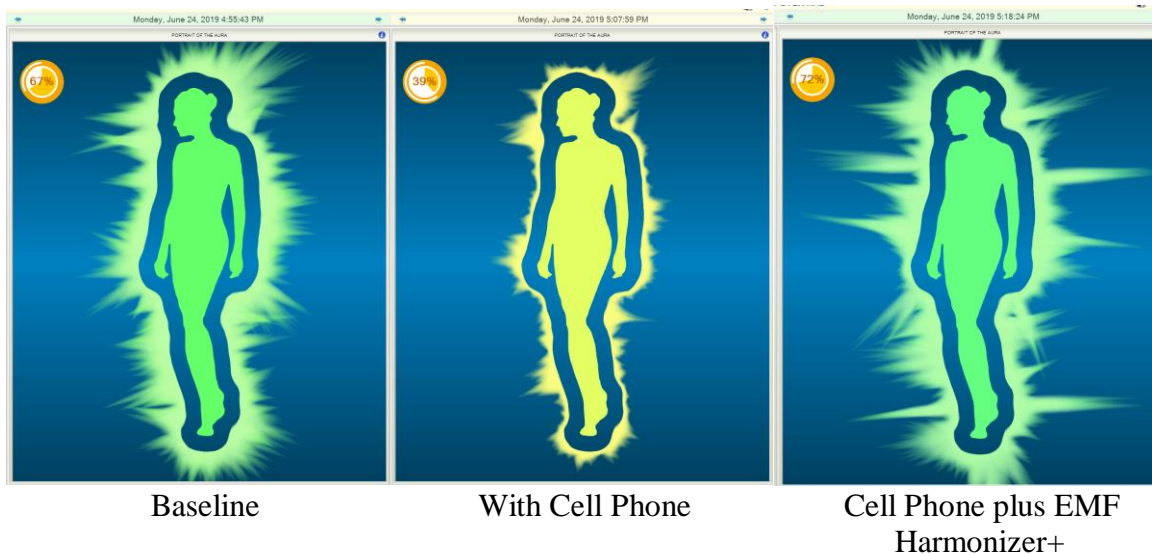 Monday, June 24, 2019 4:55:43 PM
PORTRAIT OF THE AURA
67%
Baseline
Monday, June 24, 2019 5:07:59 PM
PORTRAIT OF THE AURA
39%
With Cell Phone
Monday, June 24, 2019 5:18:24 PM
PORTRAIT OF THE AURA
72%
Cell Phone plus EMF
Harmonizer+